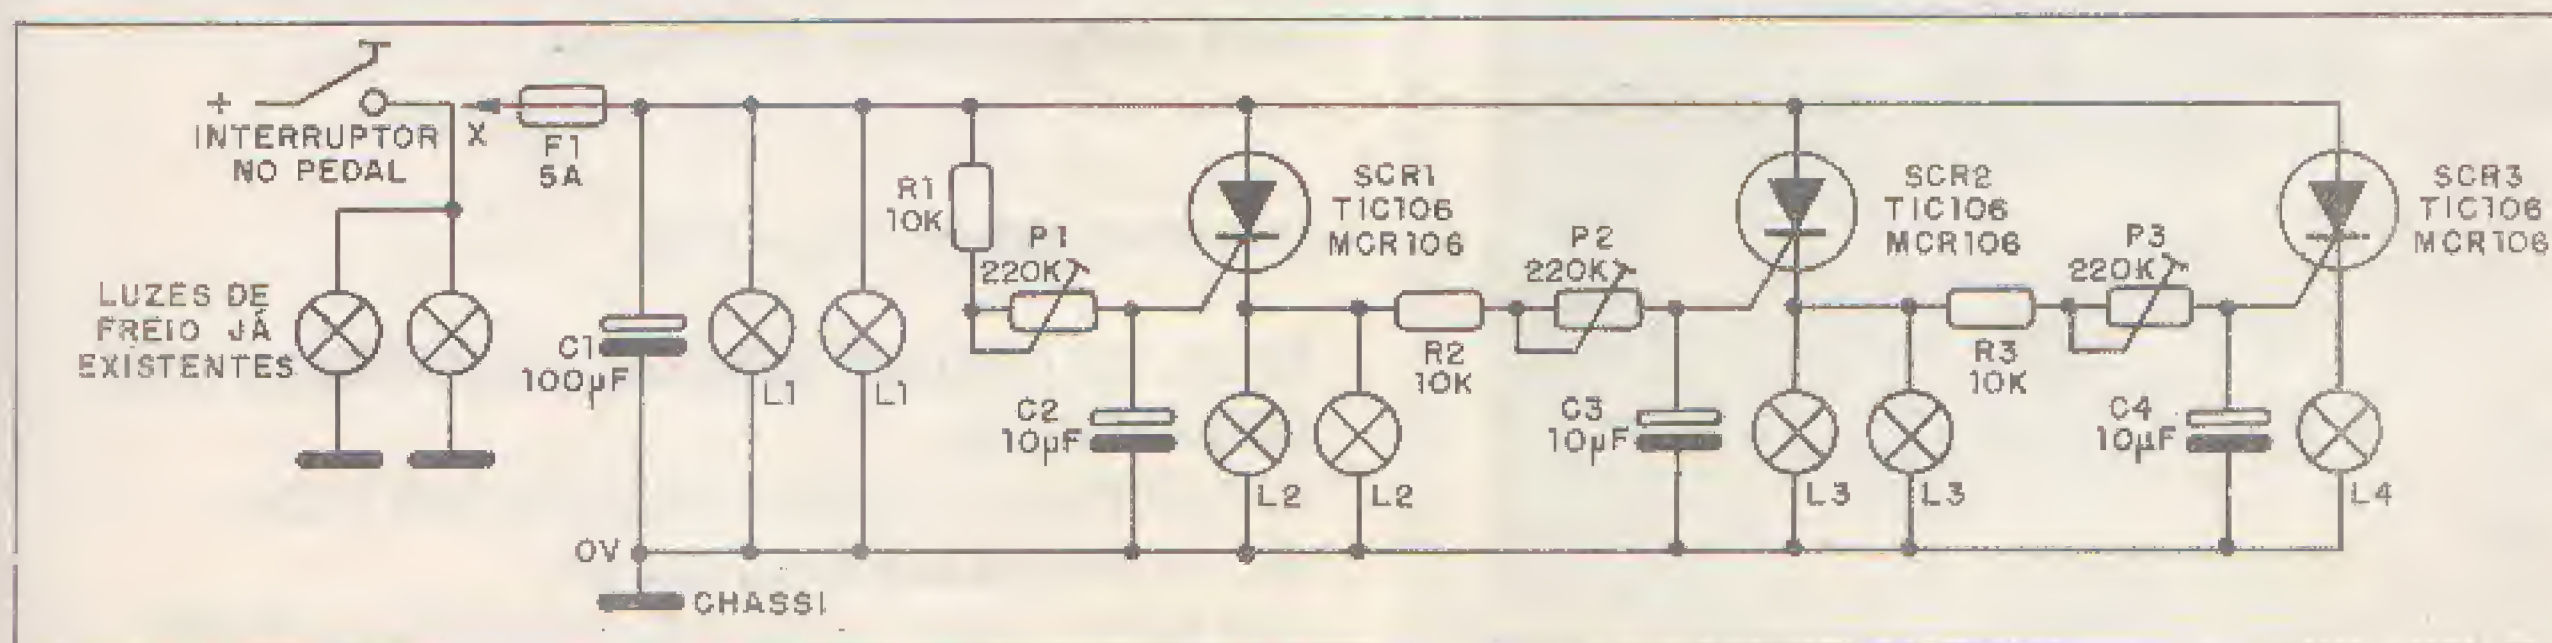 +
INTERRUPTOR
NO PEDAL
X
F1
5A
LUZES DE
FREIO JÁ
EXISTENTES
C1
100µF
L1
L1
R1
10K
P1
220K
C2
10µF
SCR1
TIC106
MCR106
L2
L2
R2
10K
P2
220K
C3
10µF
SCR2
TIC106
MCR106
L3
L3
R3
10K
P3
220K
C4
10µF
SCR3
TIC106
MCR106
L4
0V
CHASSI